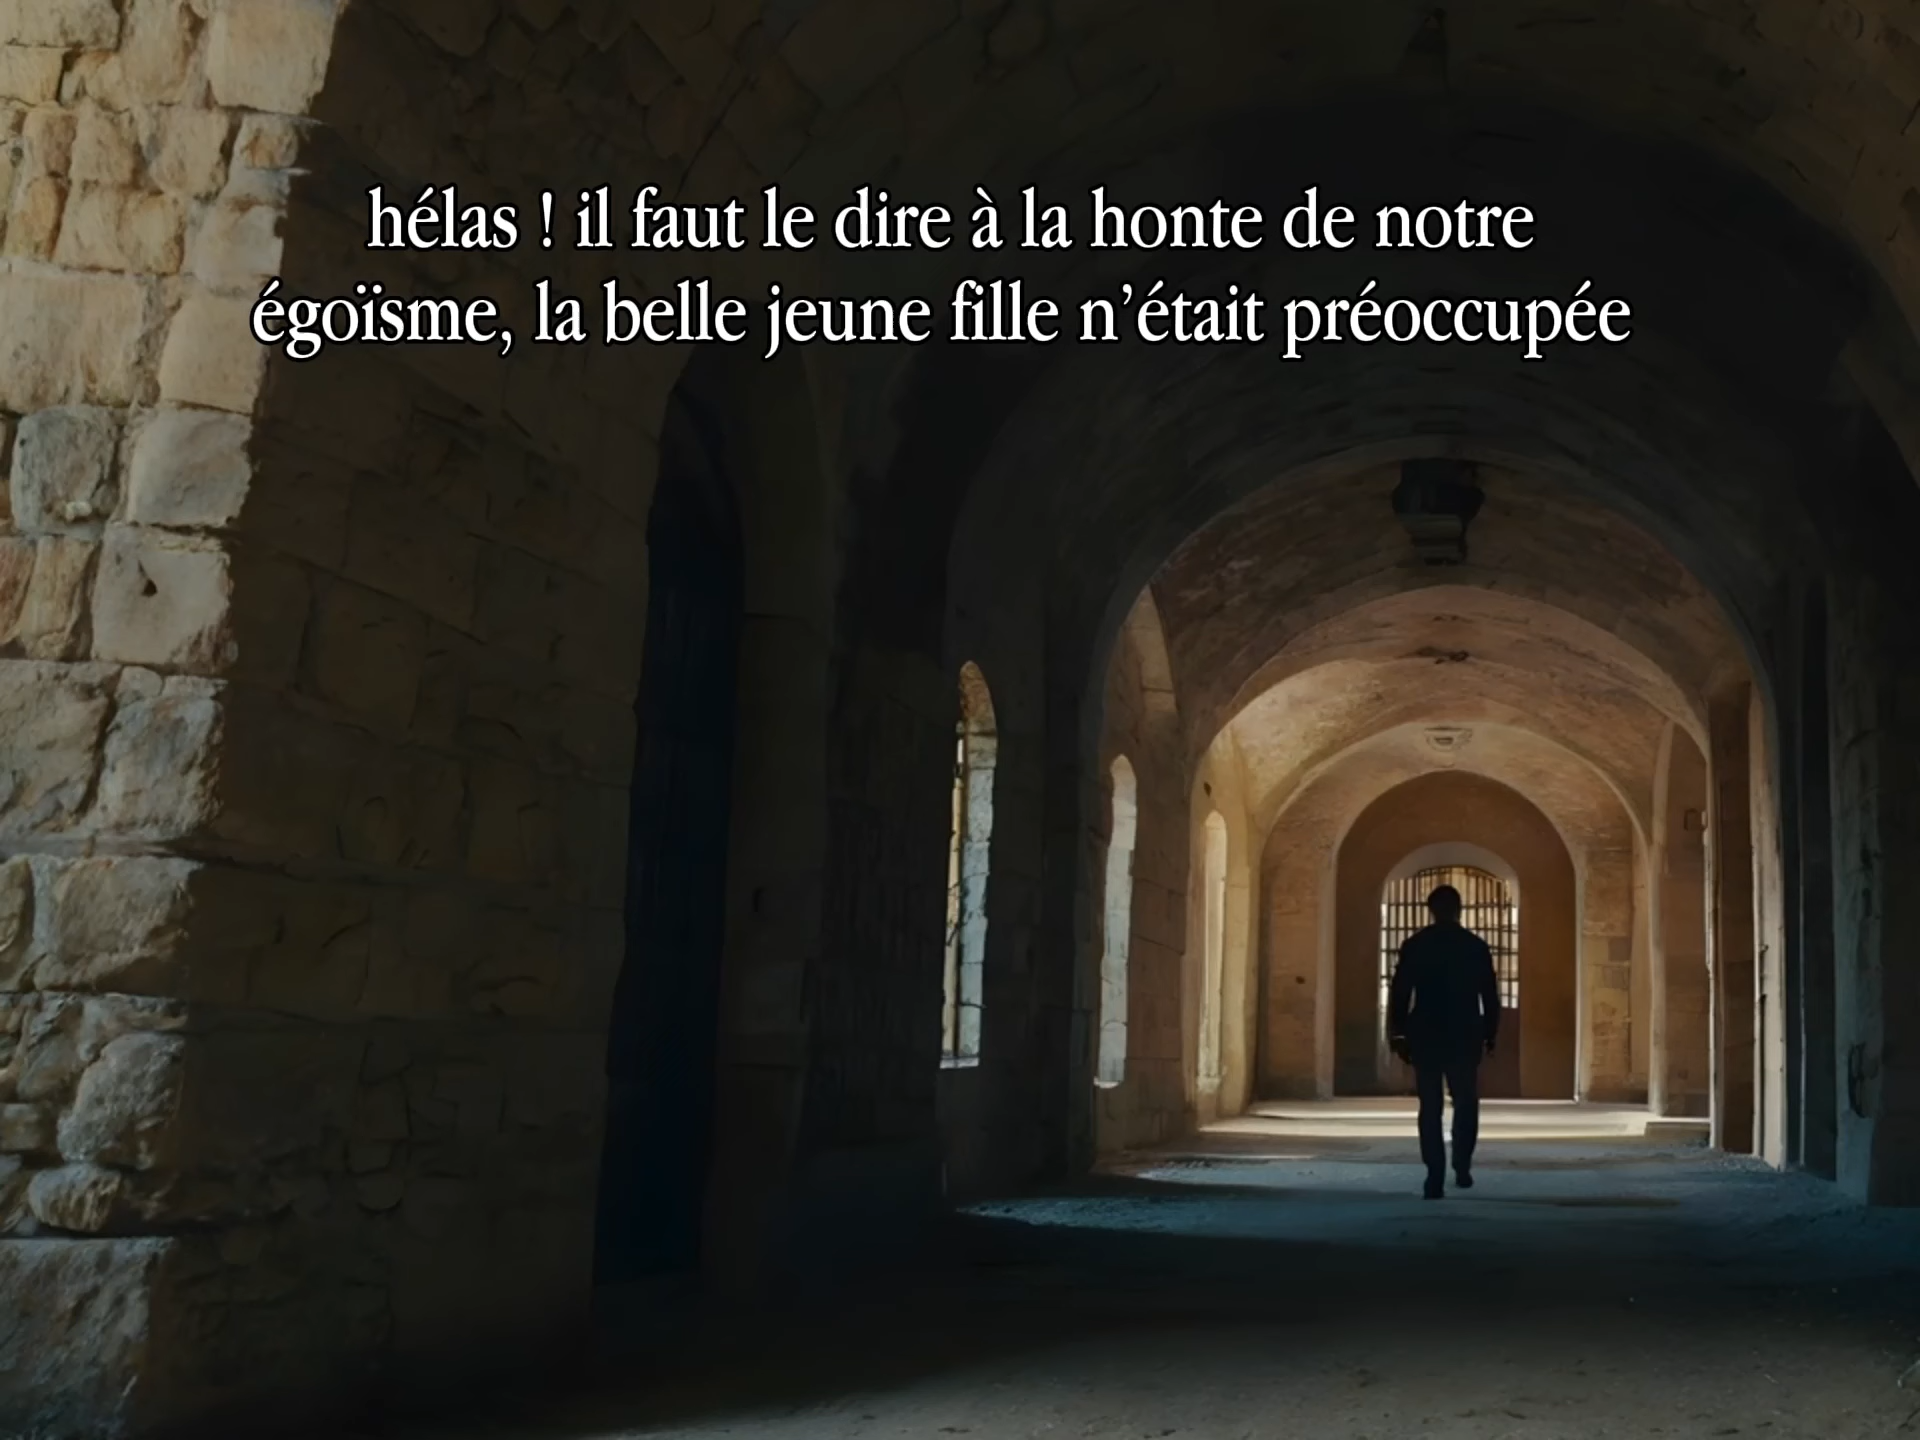 hélas ! il faut le dire à la honte de notre
égoïsme, la belle jeune fille n’était préoccupée